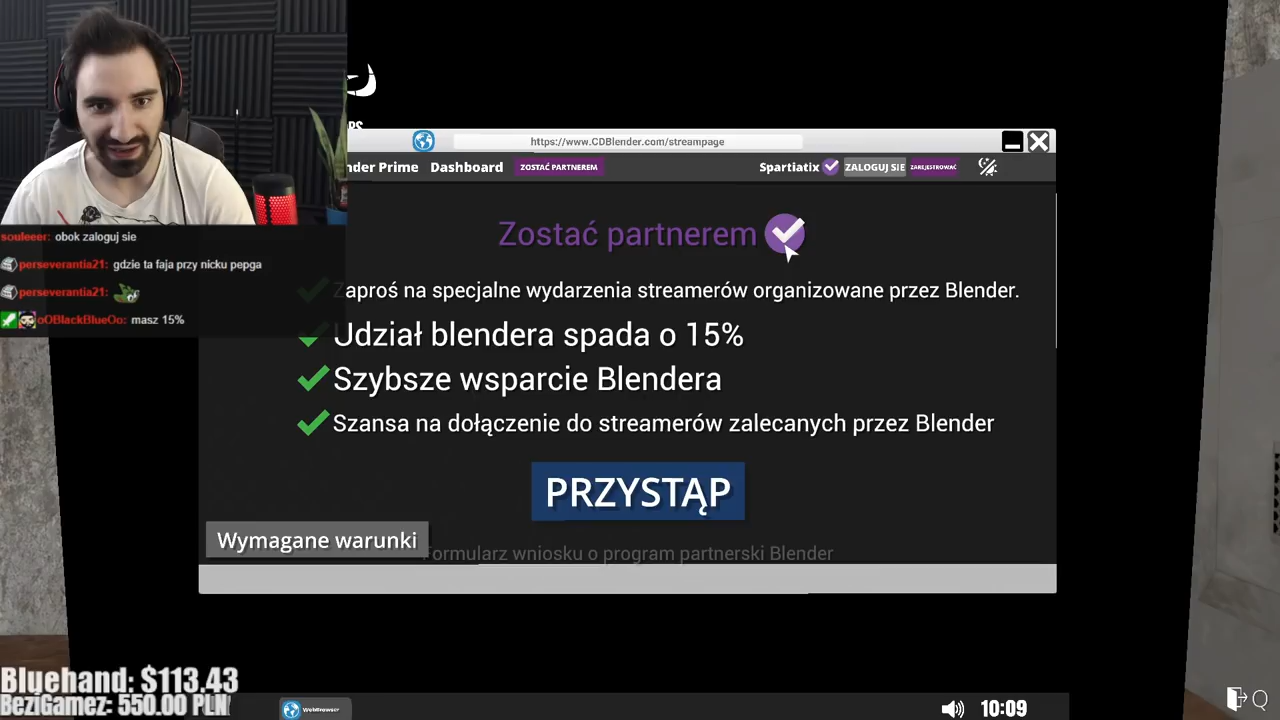 https://www.CDBlender.com/streampage
nder Prime
Dashboard
ZOSTAĆ PARTNEREM
Spartiatix
ZALOGUJ SIE
ZAREJESTROWAĆ
Zostać partnerem
souleeer: obok zaloguj sie
perseverantia21: gdzie ta faja przy nicku pepga
perseverantia21:
oOBlackBlueOo: masz 15%
Zaproś na specjalne wydarzenia streamerów organizowane przez Blender.
Udział blendera spada o 15%
Szybsze wsparcie Blendera
Szansa na dołączenie do streamerów zalecanych przez Blender
PRZYSTĄP
Wymagane warunki
Formularz wniosku o program partnerski Blender
Bluehand: $113.43
BeziGamez: 550.00 PLN
WebBrowser
10:09
Q